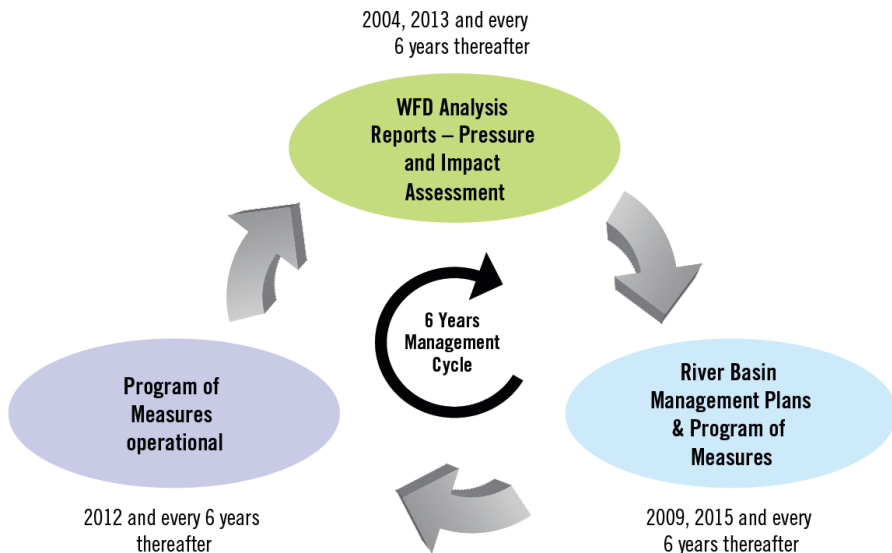 2004, 2013 and every
6 years thereafter
WFD Analysis
Reports – Pressure
and Impact
Assessment
6 Years
Management
Cycle
Program of
Measures
operational
River Basin
Management Plans
& Program of
Measures
2012 and every 6 years
thereafter
2009, 2015 and every
6 years thereafter